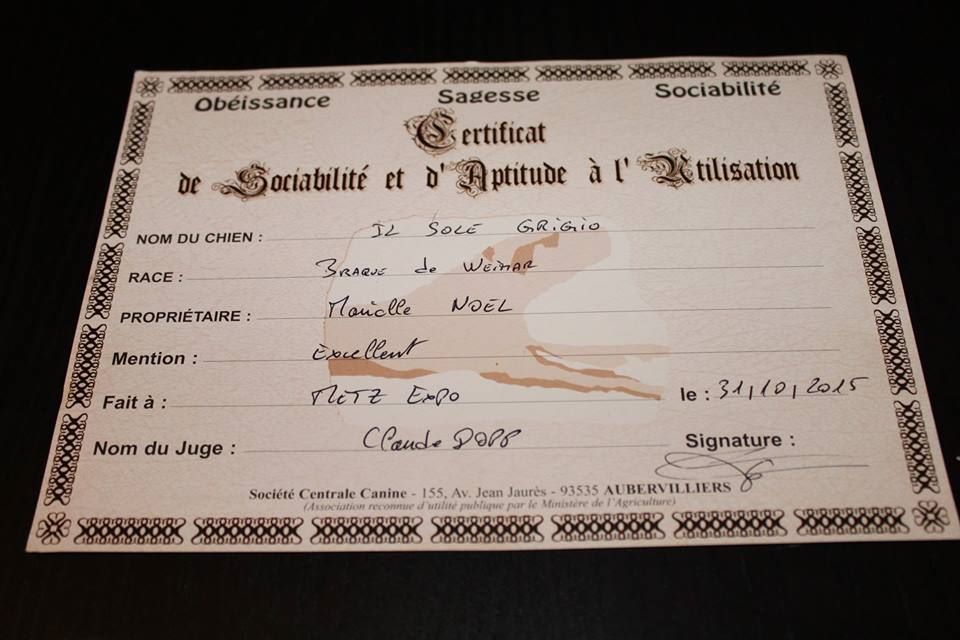 Obéissance Sagesse Sociabilité
Certificat
de Sociabilité et d'Aptitude à l'Utilisation
NOM DU CHIEN : IL SOLE GRIGIO
RACE : BRAQUE de WEIMAR
PROPRIÉTAIRE : NOEL
Mention : Excellent
Fait à : METZ EXPO le : 31/10/2015
Nom du Juge : Claude
Signature :
Société Centrale Canine - 155, Av. Jean Jaurès - 93535 AUBERVILLIERS
(Association reconnue d'utilité publique par le Ministère de l'Agriculture)